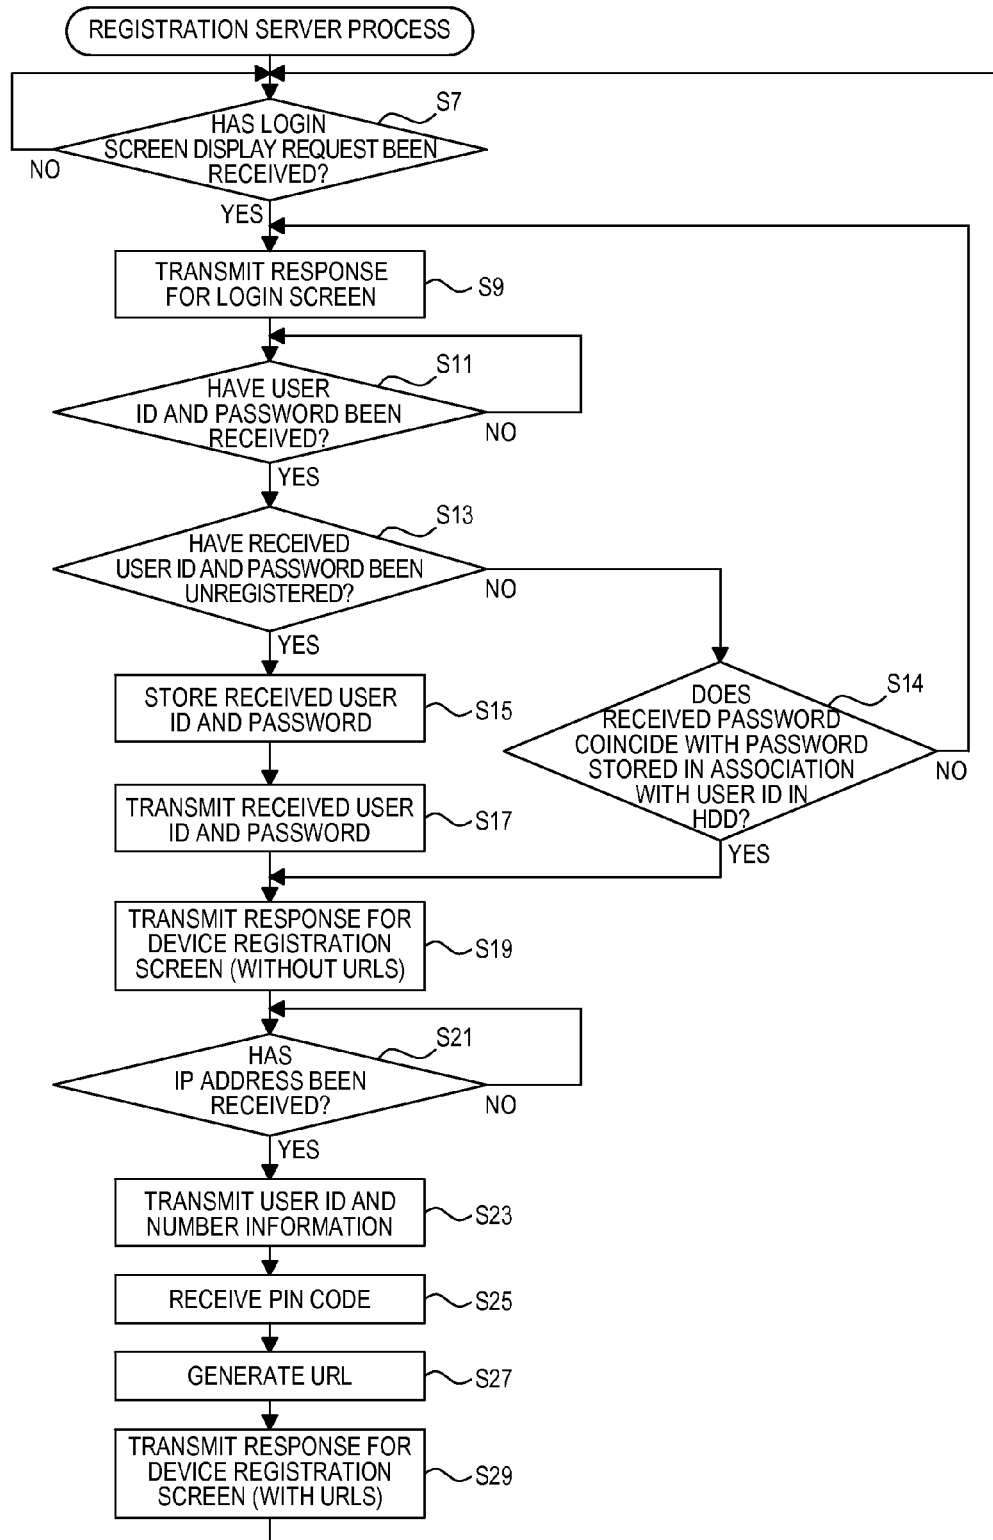 REGISTRATION SERVER PROCESS
S7
HAS LOGIN
SCREEN DISPLAY REQUEST BEEN
RECEIVED?
NO
YES
TRANSMIT RESPONSE
FOR LOGIN SCREEN
S9
S11
HAVE USER
ID AND PASSWORD BEEN
RECEIVED?
NO
YES
S13
HAVE RECEIVED
USER ID AND PASSWORD BEEN
UNREGISTERED?
NO
YES
STORE RECEIVED USER
ID AND PASSWORD
S15
S14
DOES
RECEIVED PASSWORD
COINCIDE WITH PASSWORD
STORED IN ASSOCIATION
WITH USER ID IN
HDD?
NO
YES
TRANSMIT RECEIVED USER
ID AND PASSWORD
S17
TRANSMIT RESPONSE FOR
DEVICE REGISTRATION
SCREEN (WITHOUT URLS)
S19
S21
HAS
IP ADDRESS BEEN
RECEIVED?
NO
YES
TRANSMIT USER ID AND
NUMBER INFORMATION
S23
RECEIVE PIN CODE
S25
GENERATE URL
S27
TRANSMIT RESPONSE FOR
DEVICE REGISTRATION
SCREEN (WITH URLS)
S29